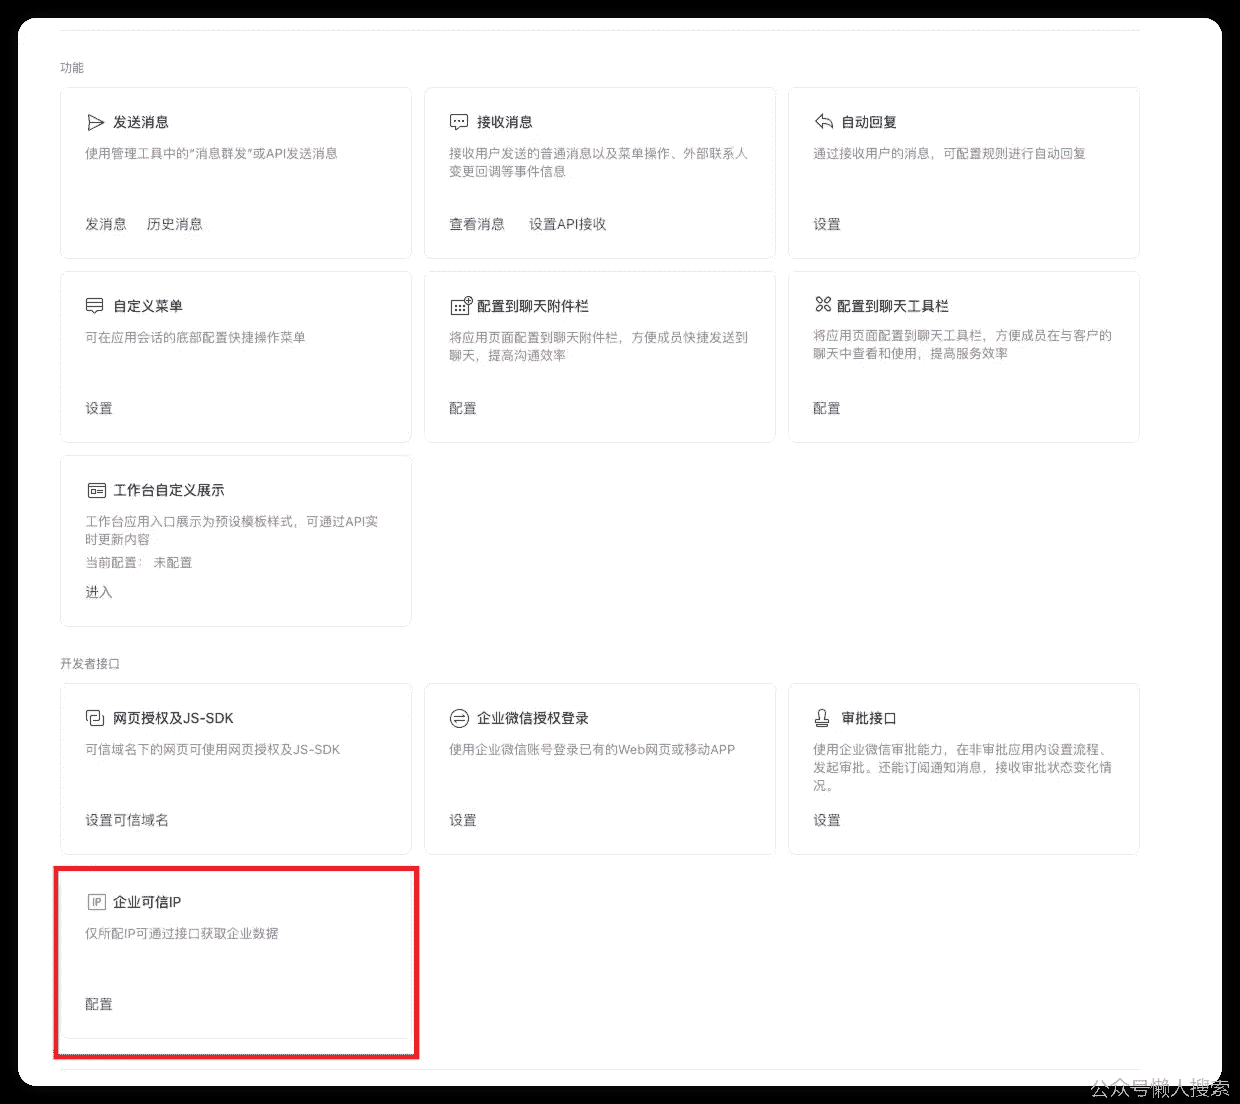 功能
发送消息
使用管理工具中的“消息群发”或API发送消息
发消息 历史消息
接收消息
接收用户发送的普通消息以及菜单操作、外部联系人
变更回调等事件信息
查看消息 设置API接收
自动回复
通过接收用户的消息，可配置规则进行自动回复
设置
自定义菜单
可在应用会话的底部配置快捷操作菜单
设置
配置到聊天附件栏
将应用页面配置到聊天附件栏，方便成员快捷发送到
聊天，提高沟通效率
配置
配置到聊天工具栏
将应用页面配置到聊天工具栏，方便成员在与客户的
聊天中查看和使用，提高服务效率
配置
工作台自定义展示
工作台应用入口展示为预设模板样式，可通过API实
时更新内容
当前配置： 未配置
进入
开发者接口
网页授权及JS-SDK
可信域名下的网页可使用网页授权及JS-SDK
设置可信域名
企业微信授权登录
使用企业微信账号登录已有的Web网页或移动APP
设置
审批接口
使用企业微信审批能力，在非审批应用内设置流程、
发起审批。还能订阅通知消息，接收审批状态变化情
况。
设置
IP 企业可信IP
仅所配IP可通过接口获取企业数据
配置
公众号懒人搜索